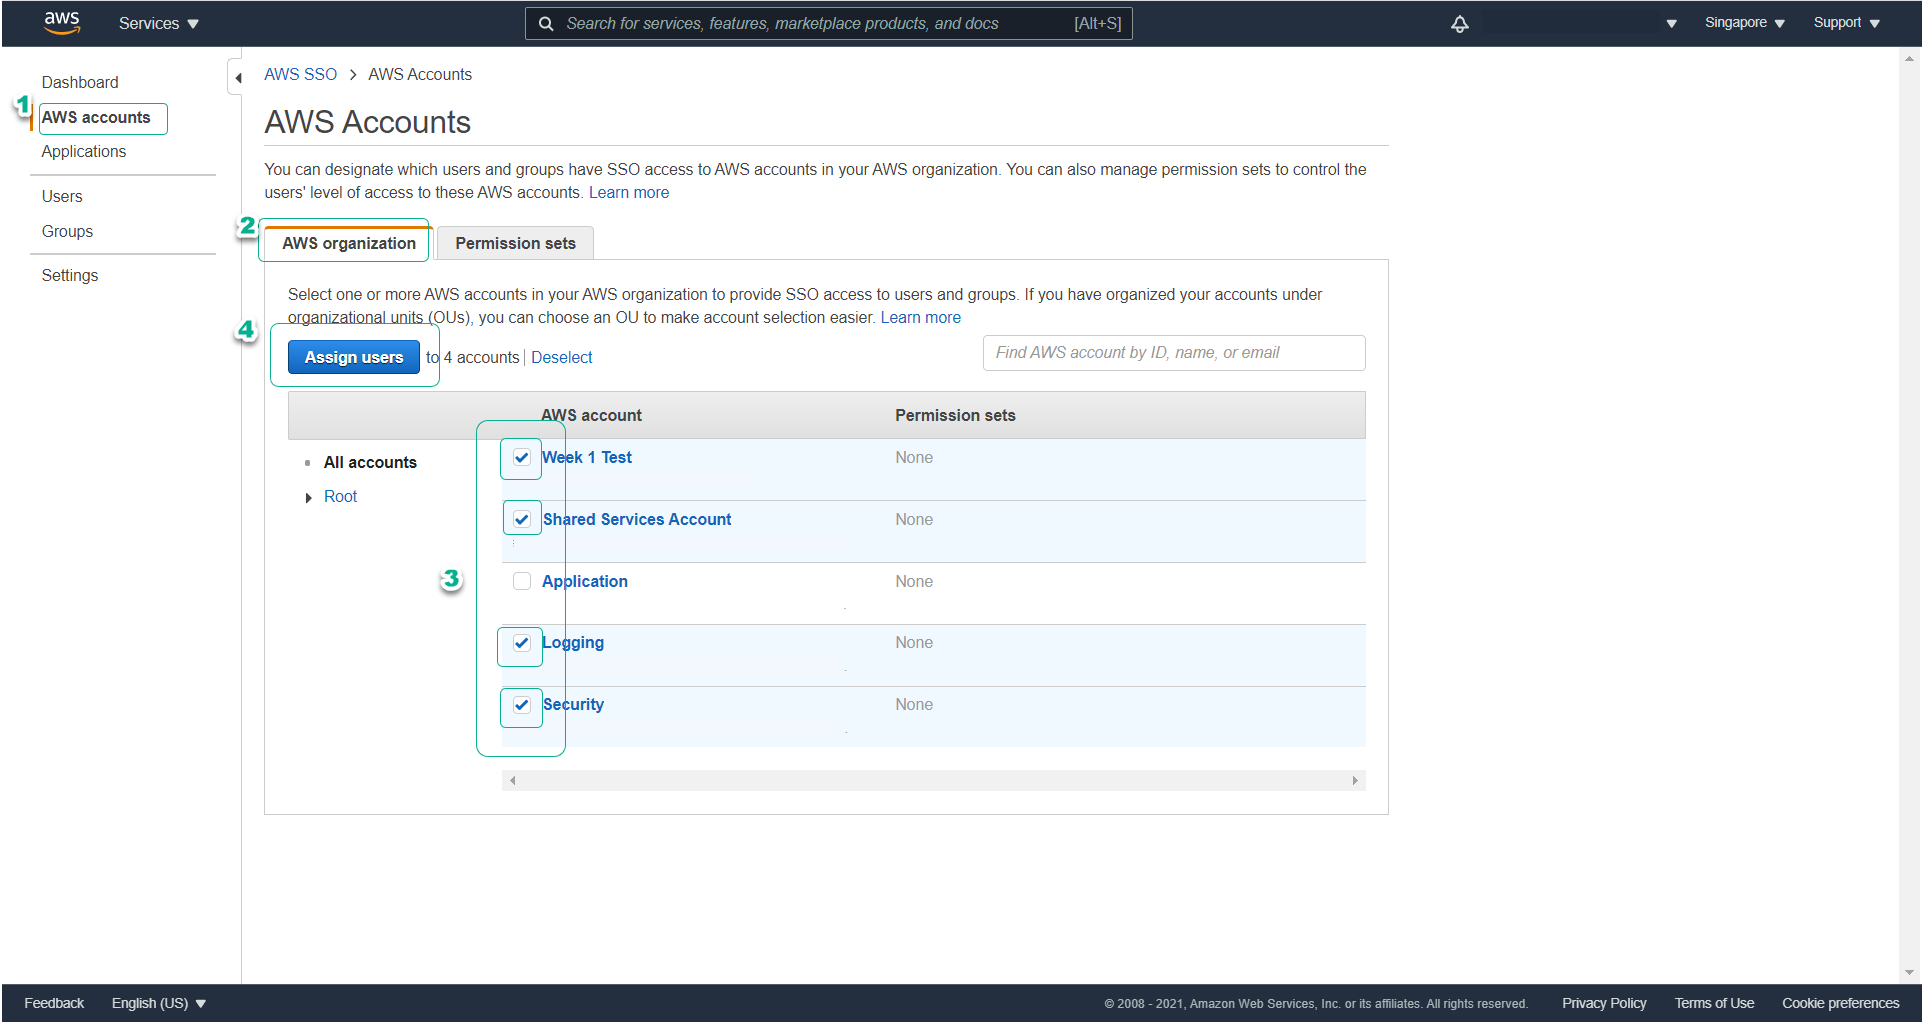 aws
Services
Search for services, features, marketplace products, and docs [Alt+S]
Singapore
Support
Dashboard
1
AWS accounts
Applications
Users
Groups
Settings
AWS SSO > AWS Accounts
AWS Accounts
You can designate which users and groups have SSO access to AWS accounts in your AWS organization. You can also manage permission sets to control the
users' level of access to these AWS accounts. Learn more
2
AWS organization
Permission sets
Select one or more AWS accounts in your AWS organization to provide SSO access to users and groups. If you have organized your accounts under
organizational units (OUs), you can choose an OU to make account selection easier. Learn more
4
Assign users to 4 accounts | Deselect
Find AWS account by ID, name, or email
AWS account Permission sets
All accounts
Root
Week 1 Test None
Shared Services Account None
3
Application None
Logging None
Security None
Feedback English (US)
© 2008 - 2021, Amazon Web Services, Inc. or its affiliates. All rights reserved. Privacy Policy Terms of Use Cookie preferences